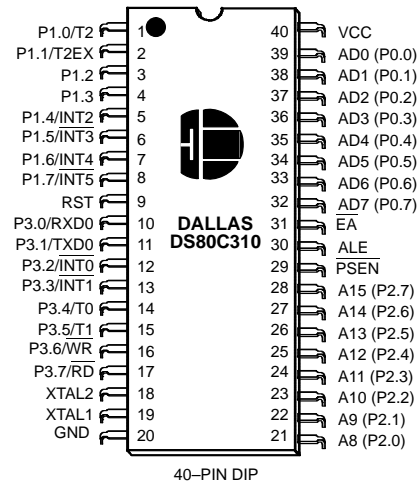 P1.0/T2 1 40 VCC
P1.1/T2EX 2 39 AD0 (P0.0)
P1.2 3 38 AD1 (P0.1)
P1.3 4 37 AD2 (P0.2)
P1.4/INT2 5 36 AD3 (P0.3)
P1.5/INT3 6 35 AD4 (P0.4)
P1.6/INT4 7 34 AD5 (P0.5)
P1.7/INT5 8 33 AD6 (P0.6)
RST 9 32 AD7 (P0.7)
P3.0/RXD0 10 DALLAS 31 EA
P3.1/TXD0 11 DS80C310 30 ALE
P3.2/INT0 12 29 PSEN
P3.3/INT1 13 28 A15 (P2.7)
P3.4/T0 14 27 A14 (P2.6)
P3.5/T1 15 26 A13 (P2.5)
P3.6/WR 16 25 A12 (P2.4)
P3.7/RD 17 24 A11 (P2.3)
XTAL2 18 23 A10 (P2.2)
XTAL1 19 22 A9 (P2.1)
GND 20 21 A8 (P2.0)
40–PIN DIP